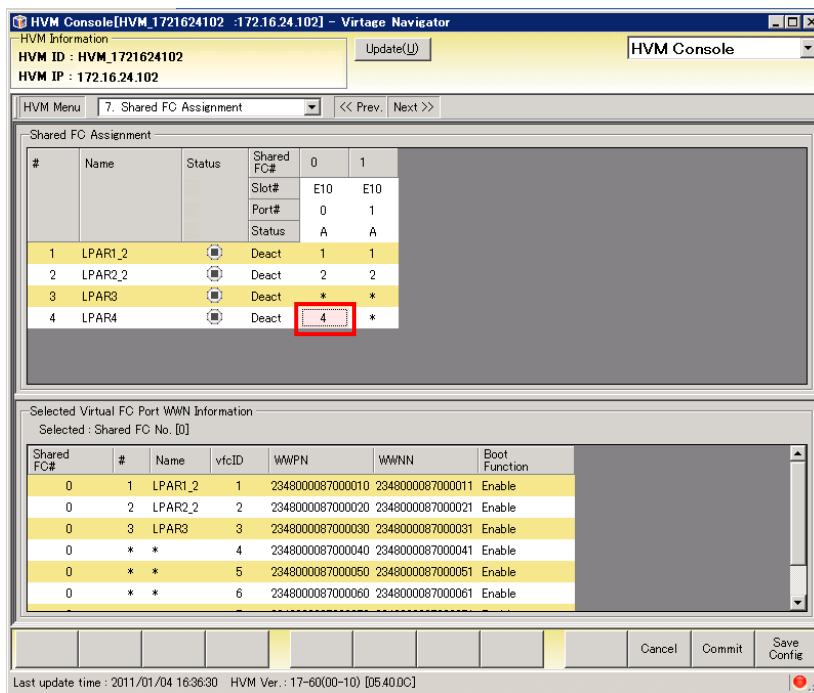 HVM Console[HVM_1721624102 :172.16.24.102] - Virtage Navigator
HVM Information
HVM ID : HVM_1721624102
HVM IP : 172.16.24.102
Update(U)
HVM Console
HVM Menu 7. Shared FC Assignment << Prev. Next >>
Shared FC Assignment
# Name Status Shared FC# 0 1
Slot# E10 E10
Port# 0 1
Status A A
1 LPAR1_2 Deact 1 1
2 LPAR2_2 Deact 2 2
3 LPAR3 Deact * *
4 LPAR4 Deact 4 *
Selected Virtual FC Port WWN Information
Selected : Shared FC No. [0]
Shared FC# # Name vfcID WWPN WWNN Boot Function
0 1 LPAR1_2 1 2348000087000010 2348000087000011 Enable
0 2 LPAR2_2 2 2348000087000020 2348000087000021 Enable
0 3 LPAR3 3 2348000087000030 2348000087000031 Enable
0 * * 4 2348000087000040 2348000087000041 Enable
0 * * 5 2348000087000050 2348000087000051 Enable
0 * * 6 2348000087000060 2348000087000061 Enable
Cancel Commit Save Config
Last update time : 2011/01/04 16:36:30 HVM Ver. : 17-60(00-10) [05.40.0C]